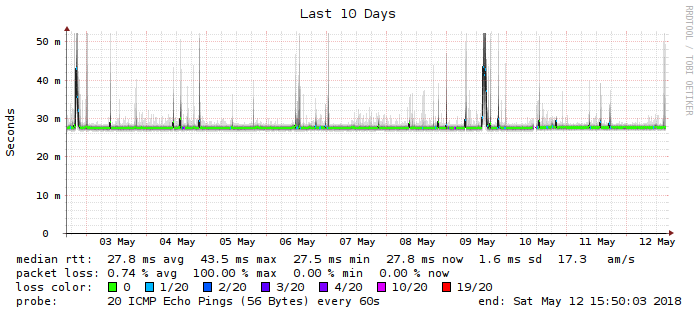 Last 10 Days
RRDTOOL / TOBI OETIKER
Seconds
50 m
40 m
30 m
20 m
10 m
0
03 May 04 May 05 May 06 May 07 May 08 May 09 May 10 May 11 May 12 May
median rtt: 27.8 ms avg 43.5 ms max 27.5 ms min 27.8 ms now 1.6 ms sd 17.3 am/s
packet loss: 0.74 % avg 100.00 % max 0.00 % min 0.00 % now
loss color: 0 1/20 2/20 3/20 4/20 10/20 19/20
probe: 20 ICMP Echo Pings (56 Bytes) every 60s end: Sat May 12 15:50:03 2018